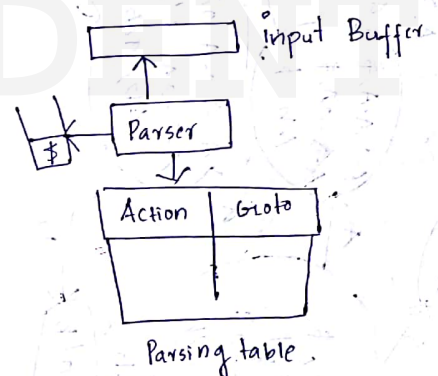 input Buffer
Parser
$
Action Goto
Parsing table.